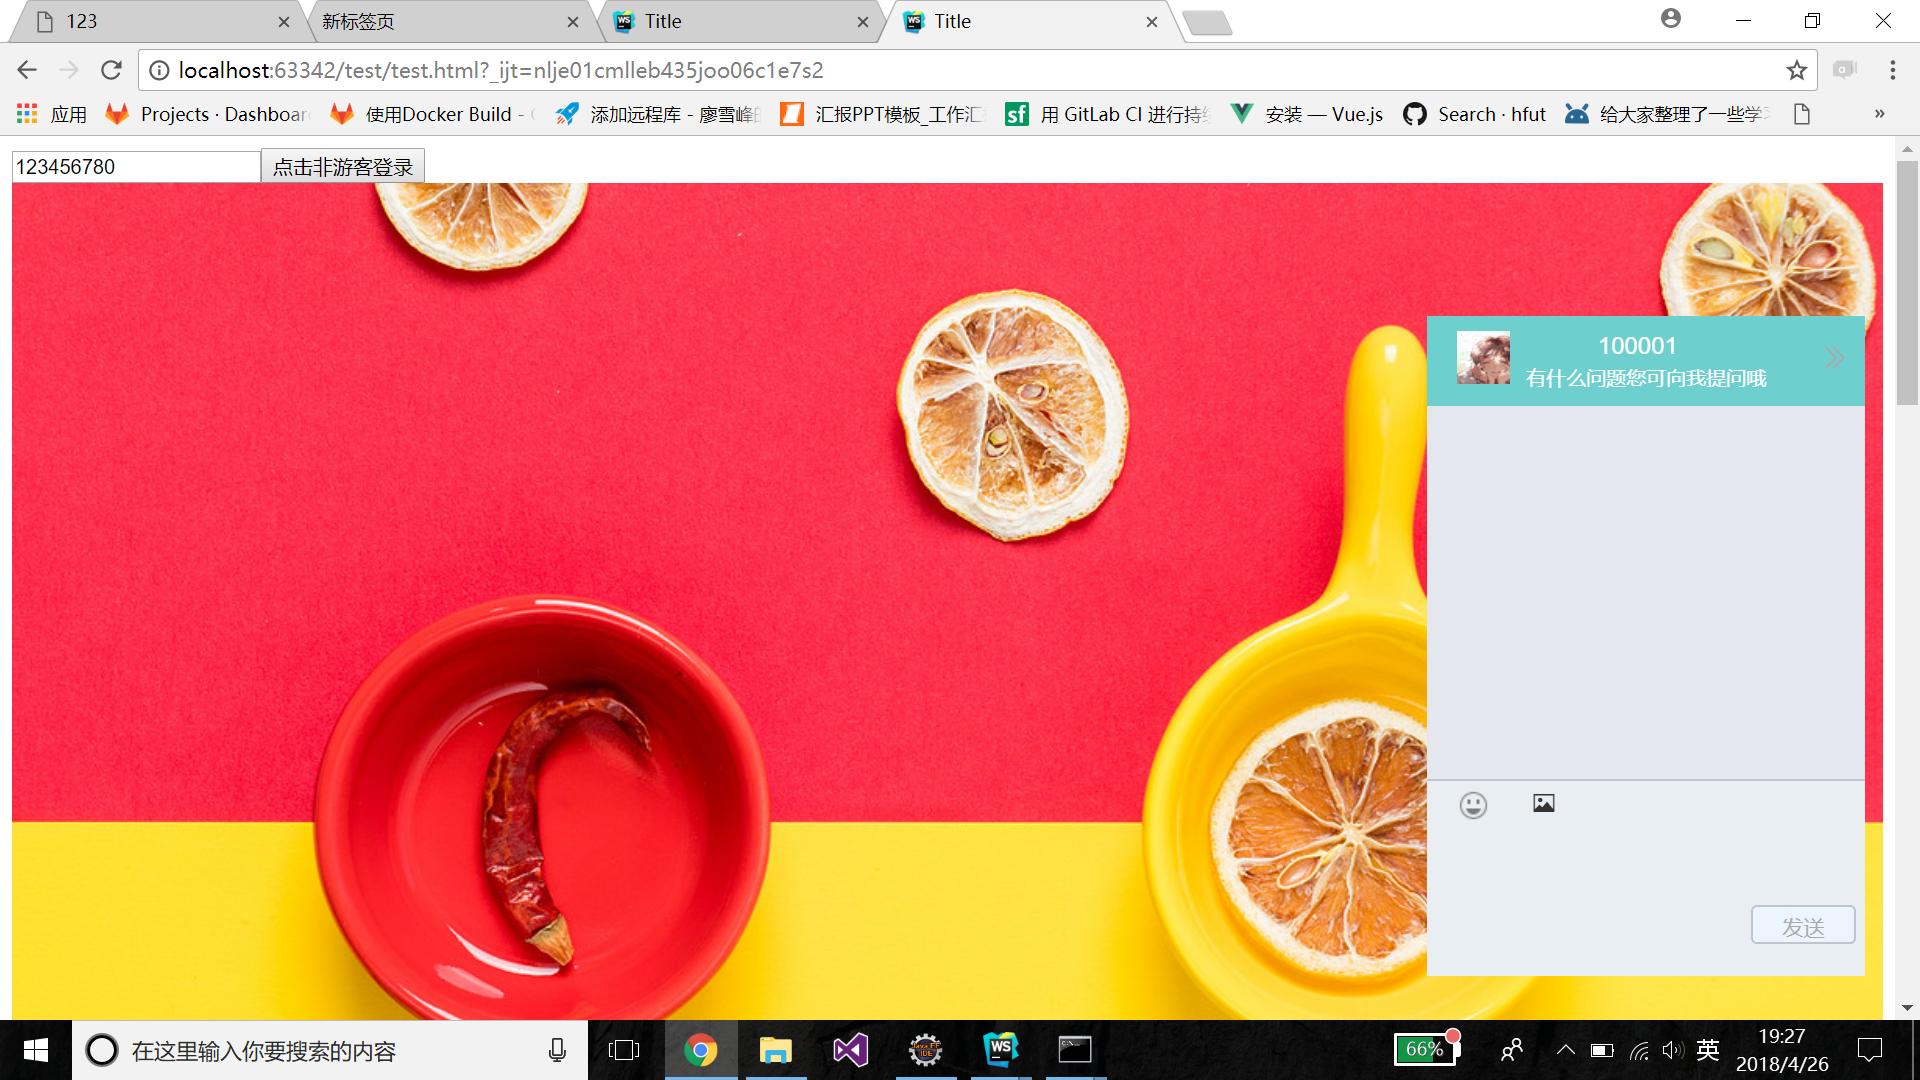 123
新标签页
Title
Title
localhost:63342/test/test.html?_ijt=nlje01cmlleb435joo06c1e7s2
应用
Projects · Dashboar
使用Docker Build -
添加远程库 - 廖雪峰
汇报PPT模板_工作汇
用 GitLab CI 进行持
安装 — Vue.js
Search · hfut
给大家整理了一些学
»
123456780
点击非游客登录
100001
有什么问题您可向我提问哦
发送
在这里输入你要搜索的内容
WS
66%
英
19:27
2018/4/26